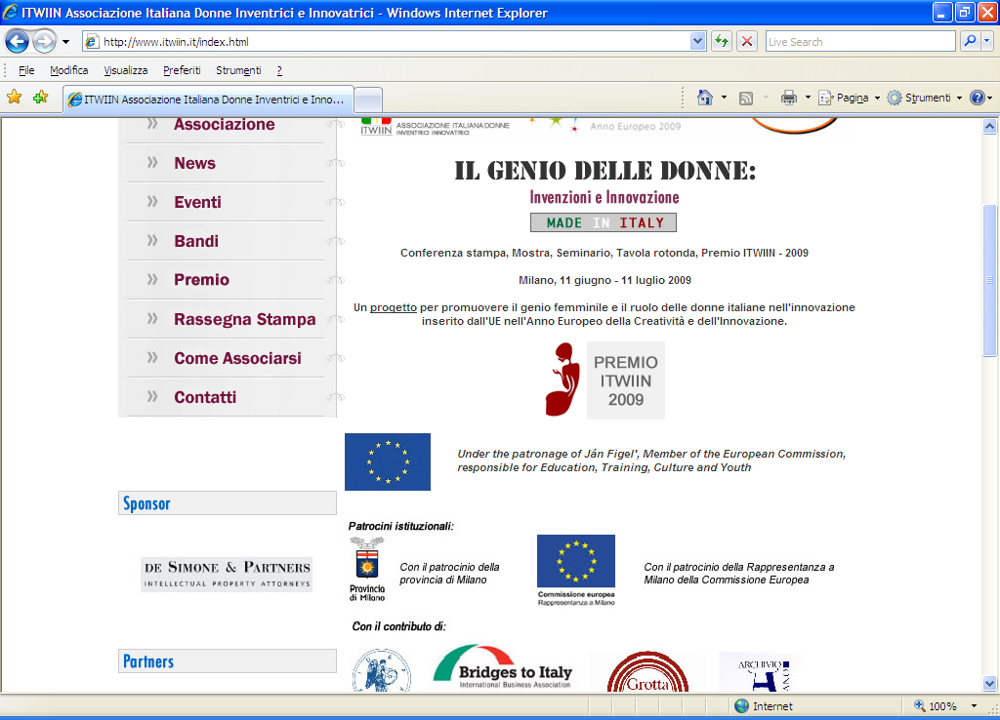 ITWIIN Associazione Italiana Donne Inventrici e Innovatrici - Windows Internet Explorer
http://www.itwiin.it/index.html
Live Search
File Modifica Visualizza Preferiti Strumenti ?
ITWIIN Associazione Italiana Donne Inventrici e Inno...
Pagina Strumenti
Associazione
News
Eventi
Bandi
Premio
Rassegna Stampa
Come Associarsi
Contatti
Sponsor
DE SIMONE & PARTNERS
INTELLECTUAL PROPERTY ATTORNEYS
Partners
ITWIIN
ASSOCIAZIONE ITALIANA DONNE
INVENTRICI INNOVATRICI
Anno Europeo 2009
IL GENIO DELLE DONNE:
Invenzioni e Innovazione
MADE IN ITALY
Conferenza stampa, Mostra, Seminario, Tavola rotonda, Premio ITWIIN - 2009
Milano, 11 giugno - 11 luglio 2009
Un progetto per promuovere il genio femminile e il ruolo delle donne italiane nell'innovazione
inserito dall'UE nell'Anno Europeo della Creatività e dell'Innovazione.
PREMIO
ITWIIN
2009
Under the patronage of Ján Figel', Member of the European Commission,
responsible for Education, Training, Culture and Youth
Patrocini istituzionali:
Provincia
di Milano
Con il patrocinio della
provincia di Milano
Commissione europea
Rappresentanza a Milano
Con il patrocinio della Rappresentanza a
Milano della Commissione Europea
Con il contributo di:
Bridges to Italy
International Business Association
Grotta
ARCHIVIO
Internet
100%